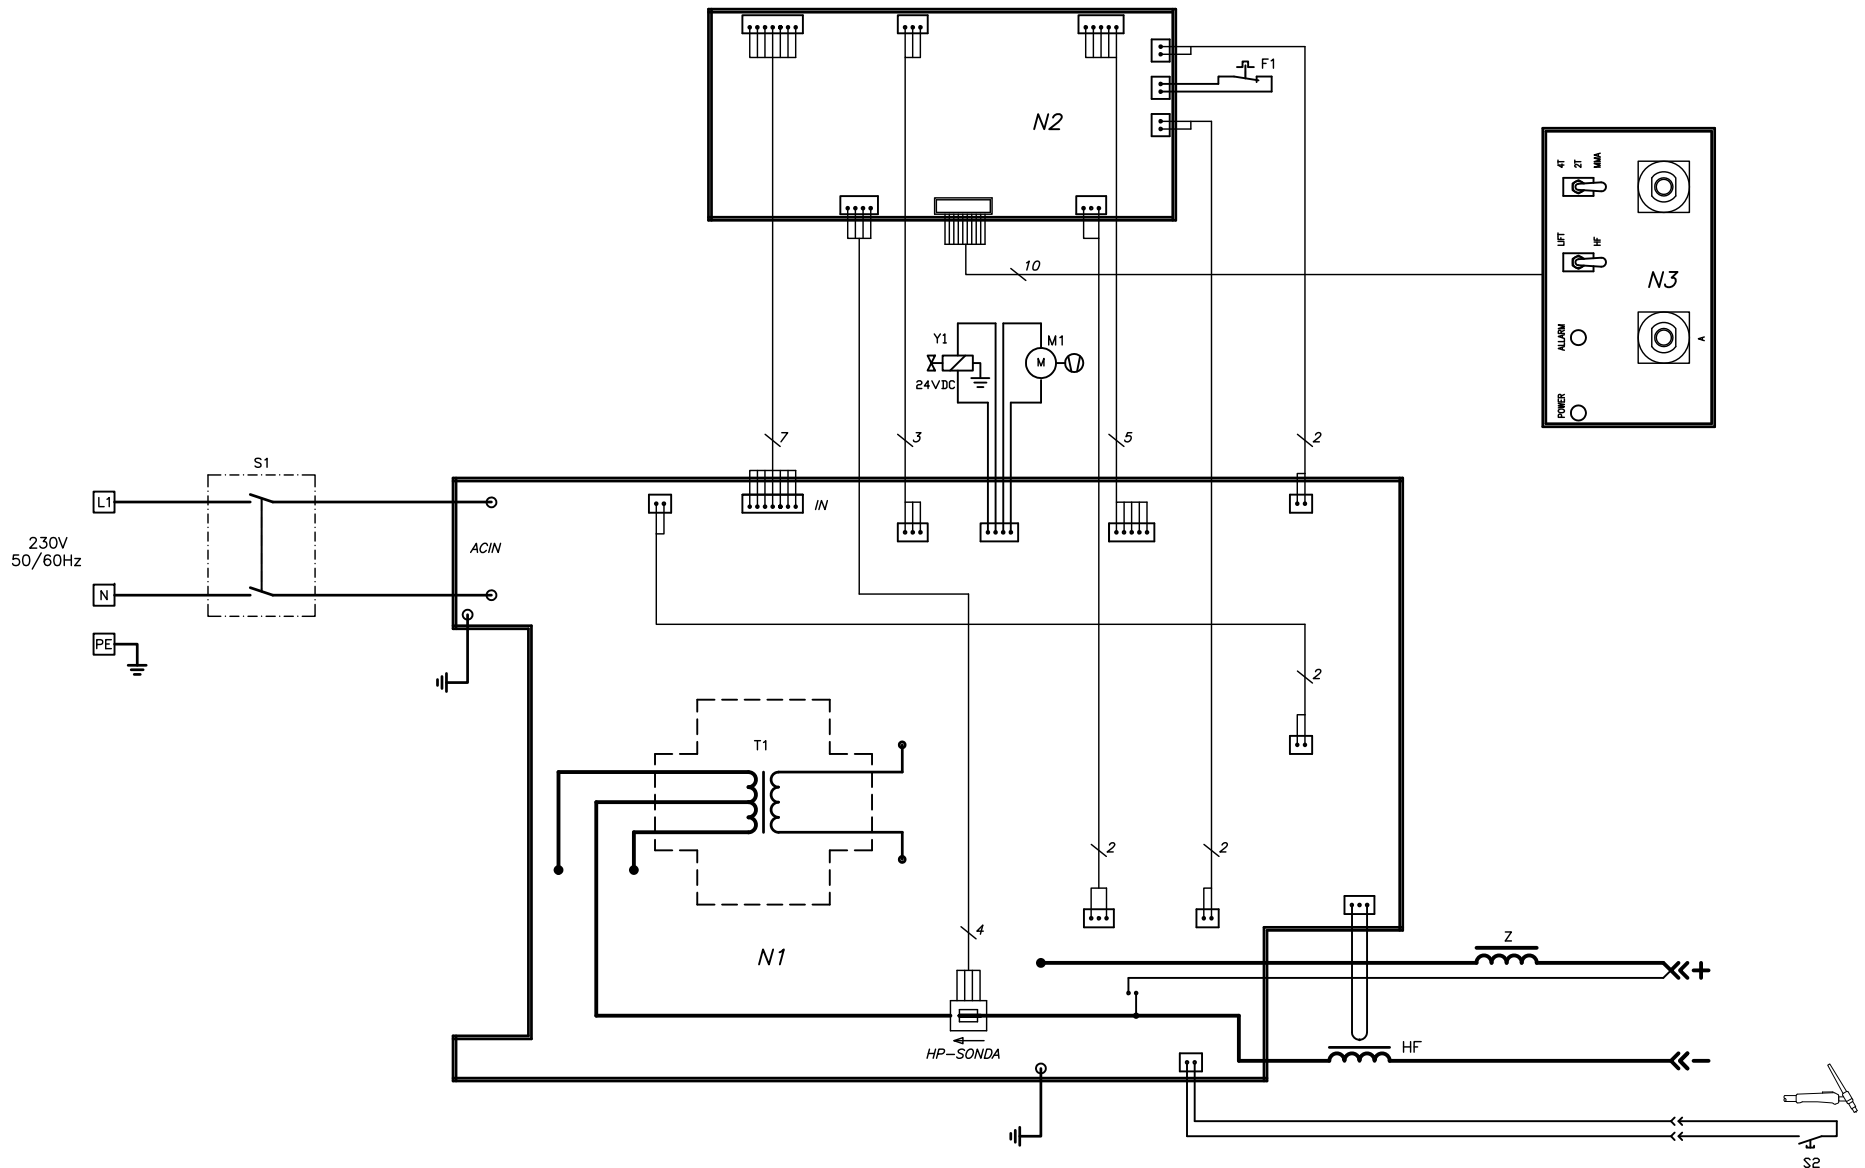 F1
N2
4T
2T
MMA
LIFT
HF
N3
10
Y1
M1
M
24VDC
ALLARM
A
POWER
7
3
5
2
S1
L1
IN
230V
50/60Hz
ACIN
N
PE
2
T1
2
2
4
N1
Z
+
HP-SONDA
HF
-
S2